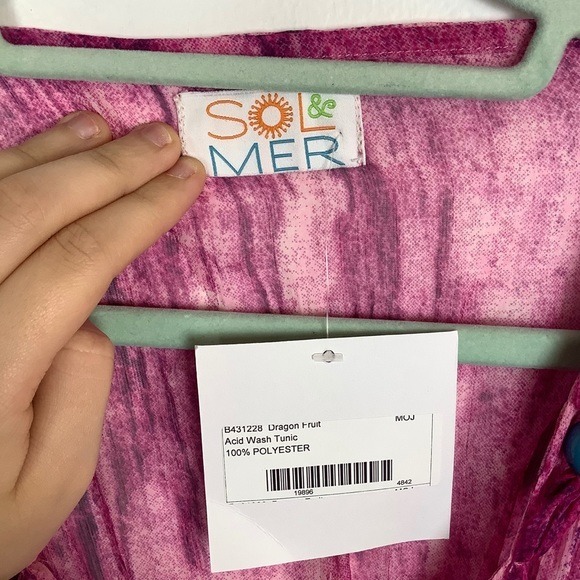 SOL &
MER
B431228 Dragon Fruit MOJ
Acid Wash Tunic
100% POLYESTER
19896 4842